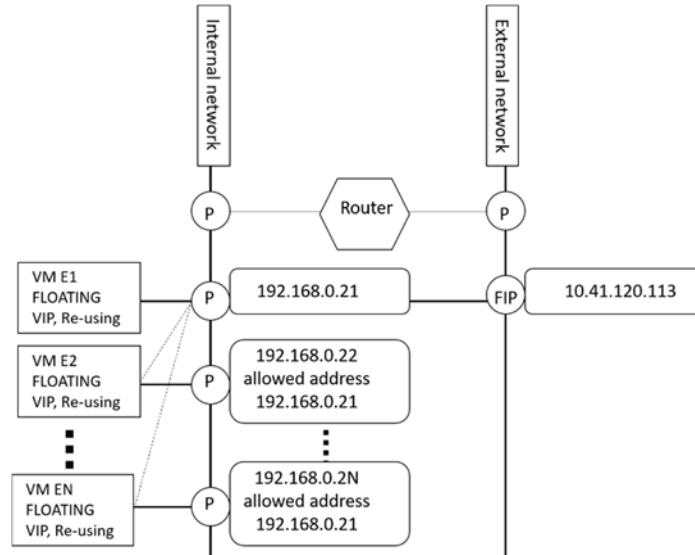 Internal network
External network
P
Router
P
VM E1
FLOATING
VIP, Re-using
P
192.168.0.21
FIP
10.41.120.113
VM E2
FLOATING
VIP, Re-using
P
192.168.0.22
allowed address
192.168.0.21
VM EN
FLOATING
VIP, Re-using
P
192.168.0.2N
allowed address
192.168.0.21